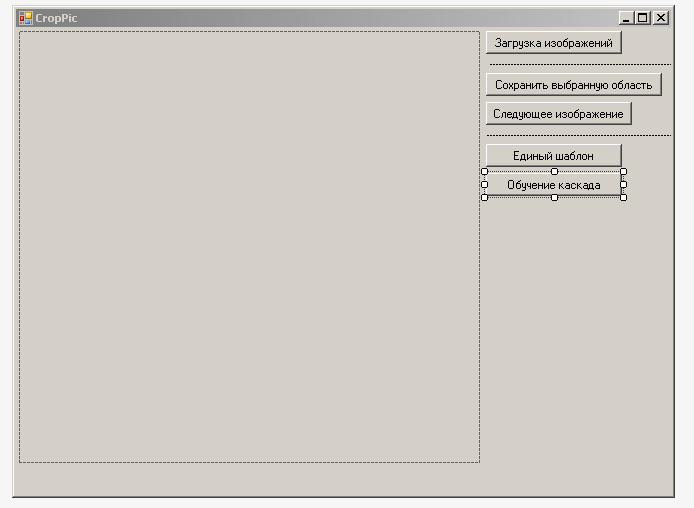 CropPic
Загрузка изображений
Сохранить выбранную область
Следующее изображение
Единый шаблон
Обучение каскада